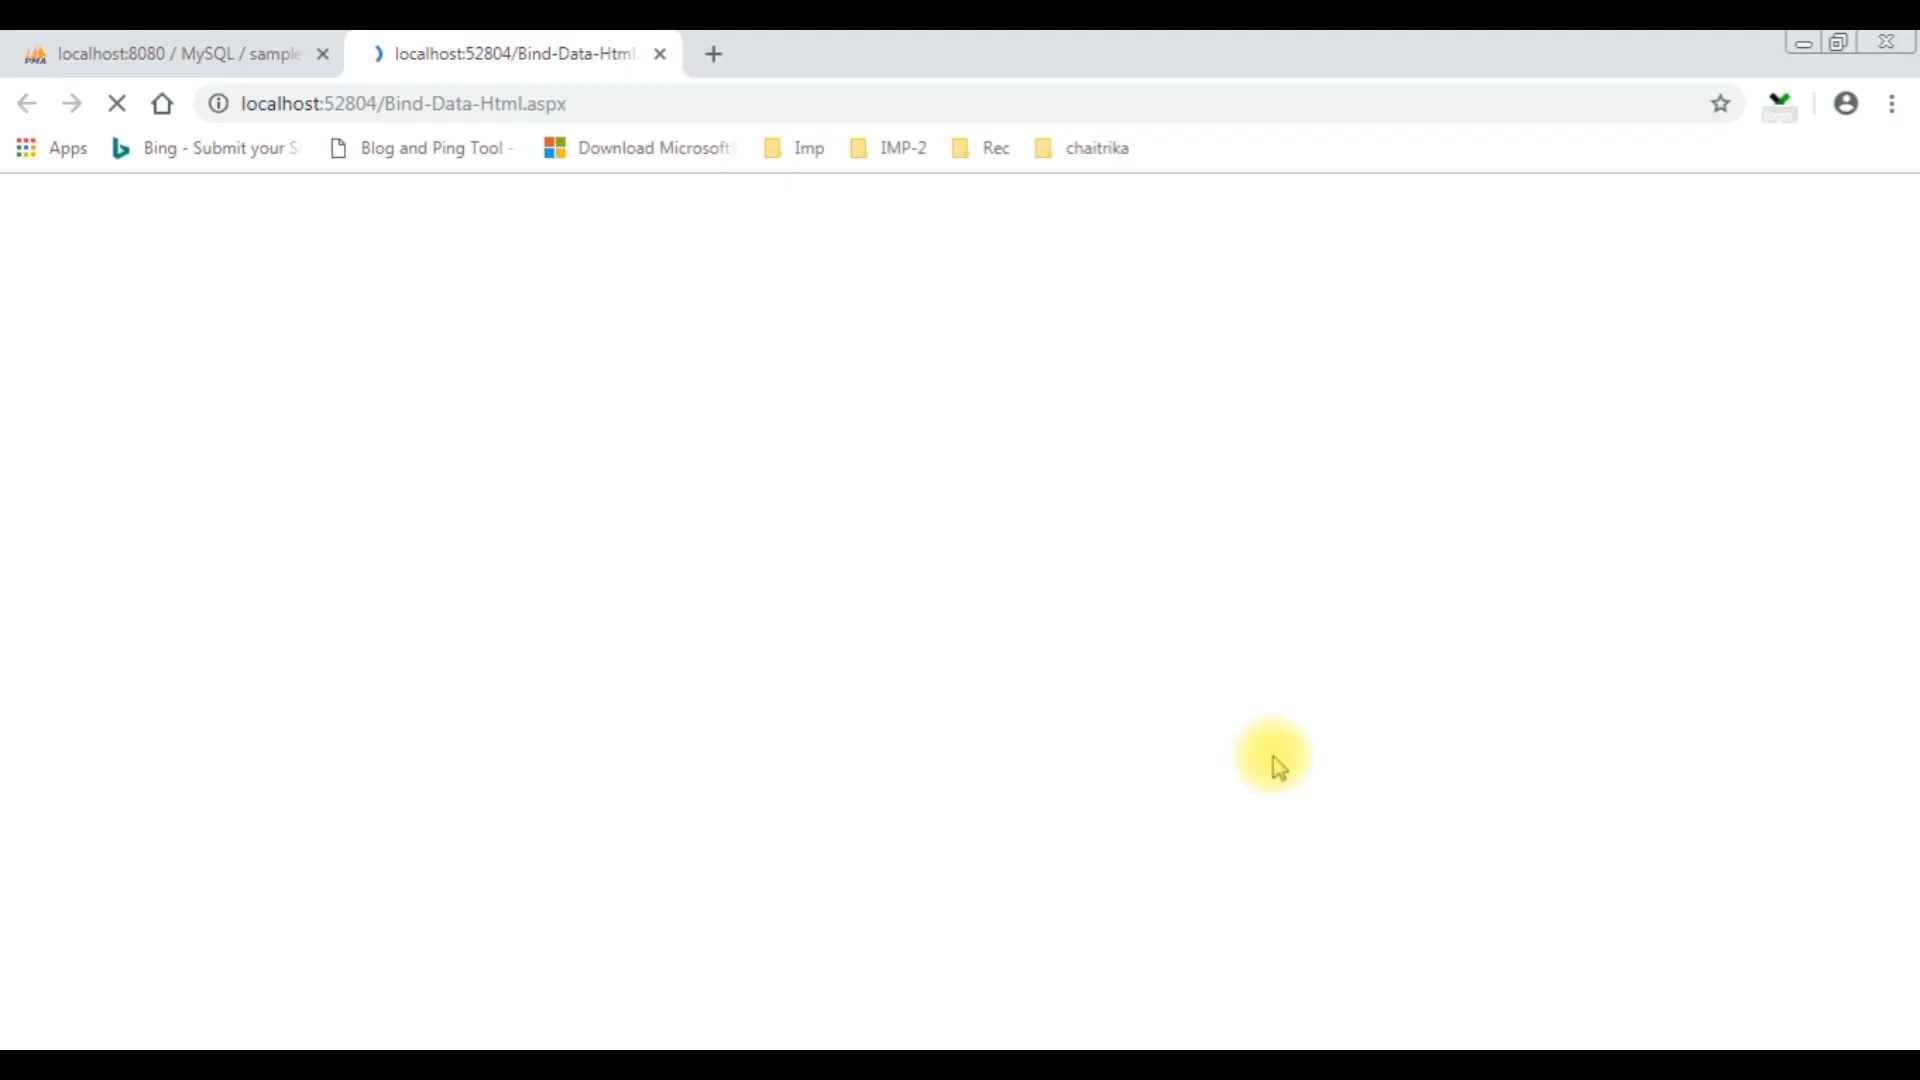 localhost:8080 / MySQL / sample
localhost:52804/Bind-Data-Html.
localhost:52804/Bind-Data-Html.aspx
Apps
Bing - Submit your S
Blog and Ping Tool -
Download Microsoft
Imp
IMP-2
Rec
chaitrika
PMA